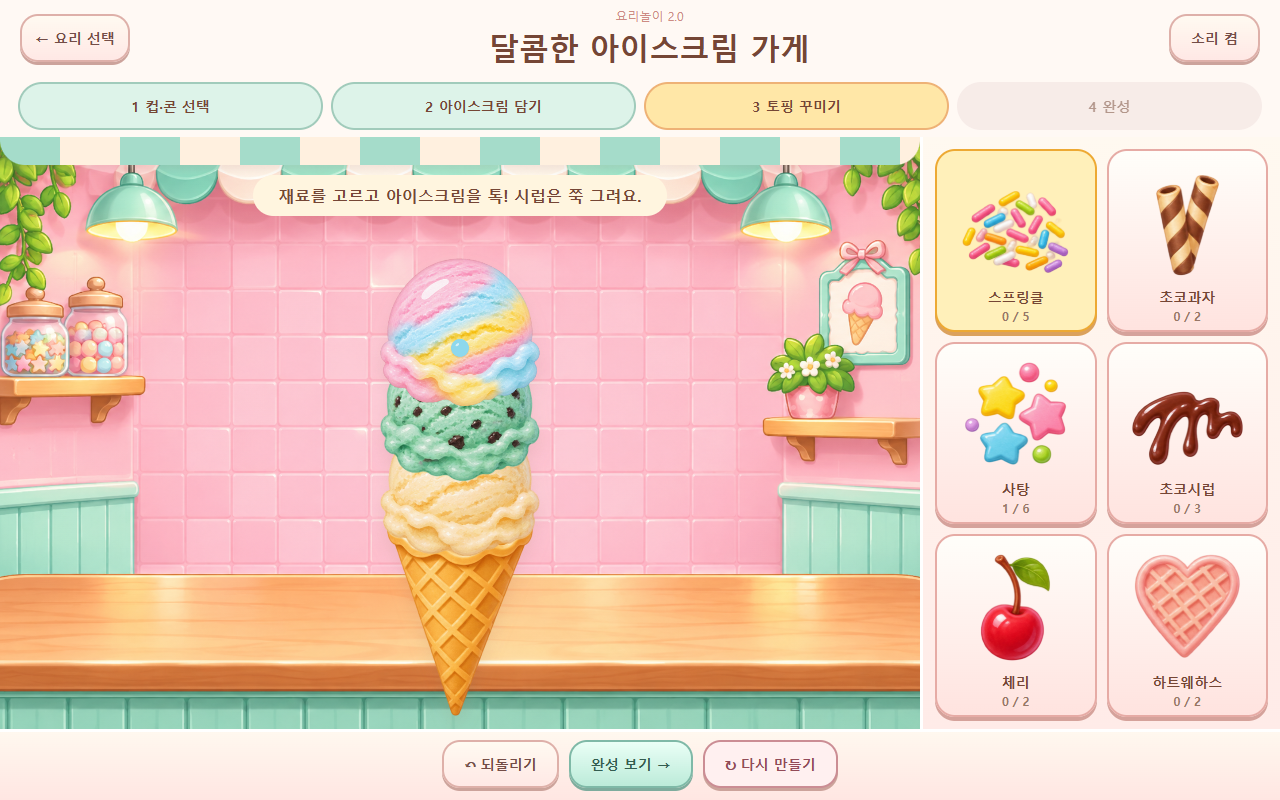 요리놀이 2.0
← 요리 선택
달콤한 아이스크림 가게
소리 켬
1 컵·콘 선택
2 아이스크림 담기
3 토핑 꾸미기
4 완성
재료를 고르고 아이스크림을 톡! 시럽은 쭉 그려요.
스프링클
0 / 5
초코과자
0 / 2
사탕
1 / 6
초코시럽
0 / 3
체리
0 / 2
하트웨하스
0 / 2
↶ 되돌리기
완성 보기 →
↻ 다시 만들기